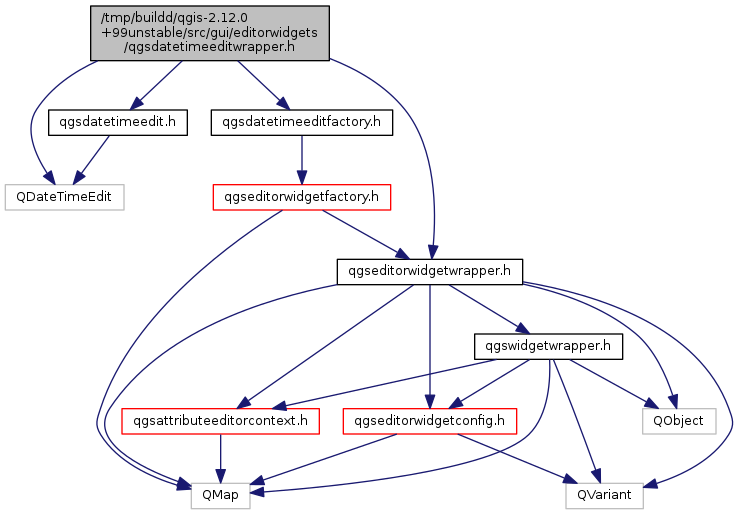 /tmp/buildd/qgis-2.12.0
+99unstable/src/gui/editorwidgets
/qgsdatetimeeditwrapper.h
qgsdatetimeedit.h
qgsdatetimeeditfactory.h
QDateTimeEdit
qgseditorwidgetfactory.h
qgseditorwidgetwrapper.h
qgswidgetwrapper.h
qgsattributeeditorcontext.h
qgseditorwidgetconfig.h
QObject
QMap
QVariant